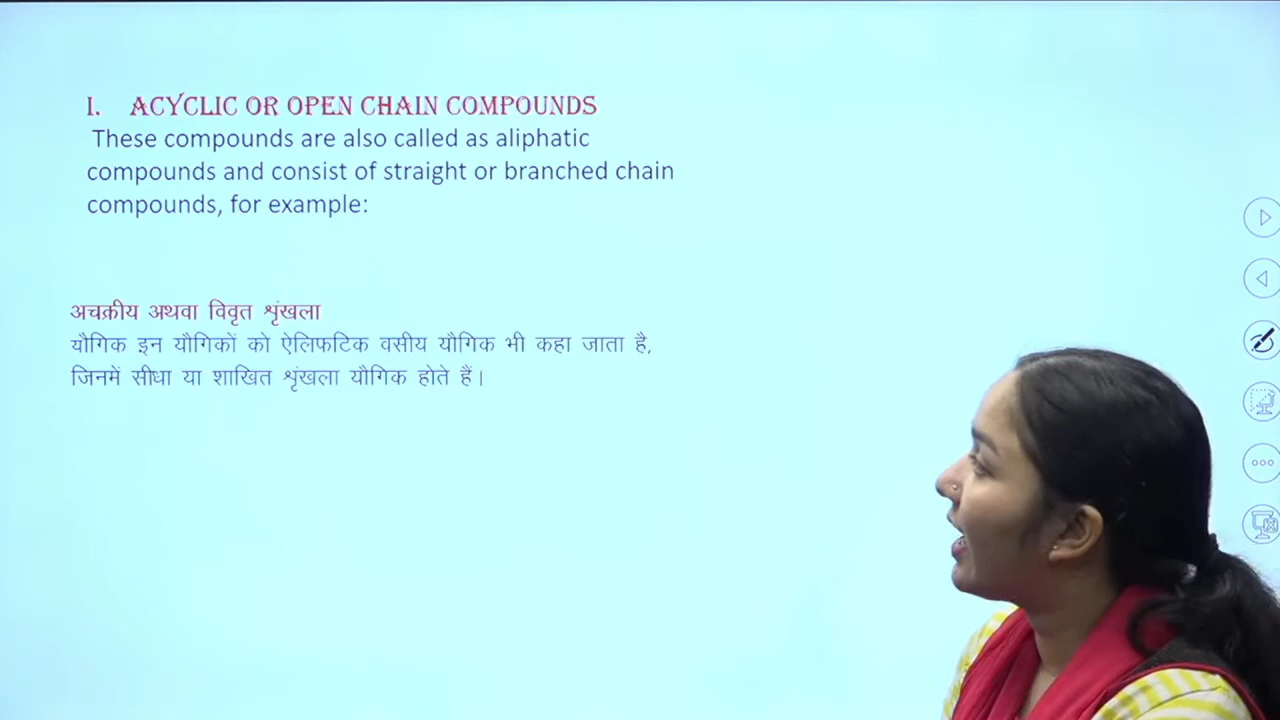 I. ACYCLIC OR OPEN CHAIN COMPOUNDS
These compounds are also called as aliphatic
compounds and consist of straight or branched chain
compounds, for example:
अचक्रीय अथवा विवृत शृंखला
यौगिक इन यौगिकों को ऐलिफटिक वसीय यौगिक भी कहा जाता है,
जिनमें सीधा या शाखित शृंखला यौगिक होते हैं।